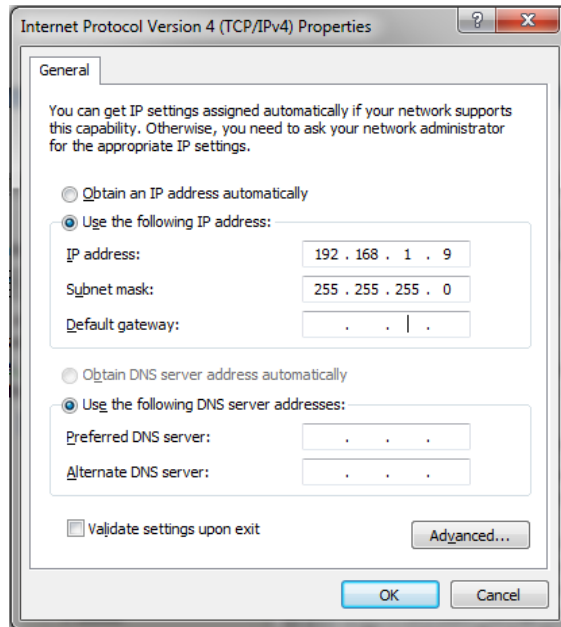 Internet Protocol Version 4 (TCP/IPv4) Properties
General
You can get IP settings assigned automatically if your network supports
this capability. Otherwise, you need to ask your network administrator
for the appropriate IP settings.
Obtain an IP address automatically
Use the following IP address:
IP address: 192 . 168 . 1 . 9
Subnet mask: 255 . 255 . 255 . 0
Default gateway: . . .
Obtain DNS server address automatically
Use the following DNS server addresses:
Preferred DNS server: . . .
Alternate DNS server: . . .
Validate settings upon exit
Advanced...
OK Cancel